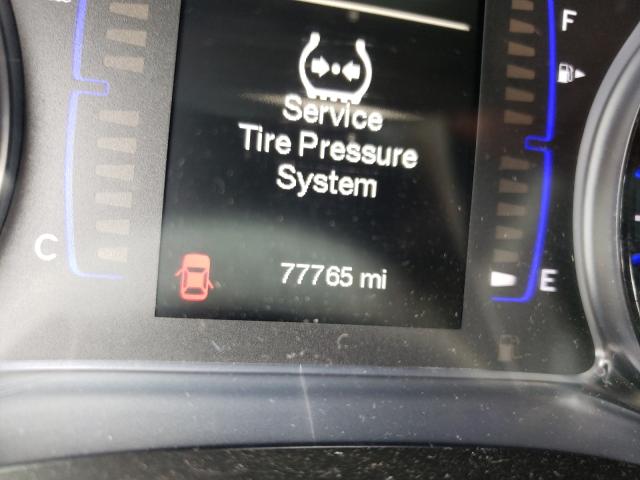 F
Service
Tire Pressure
System
C
77765 mi
E